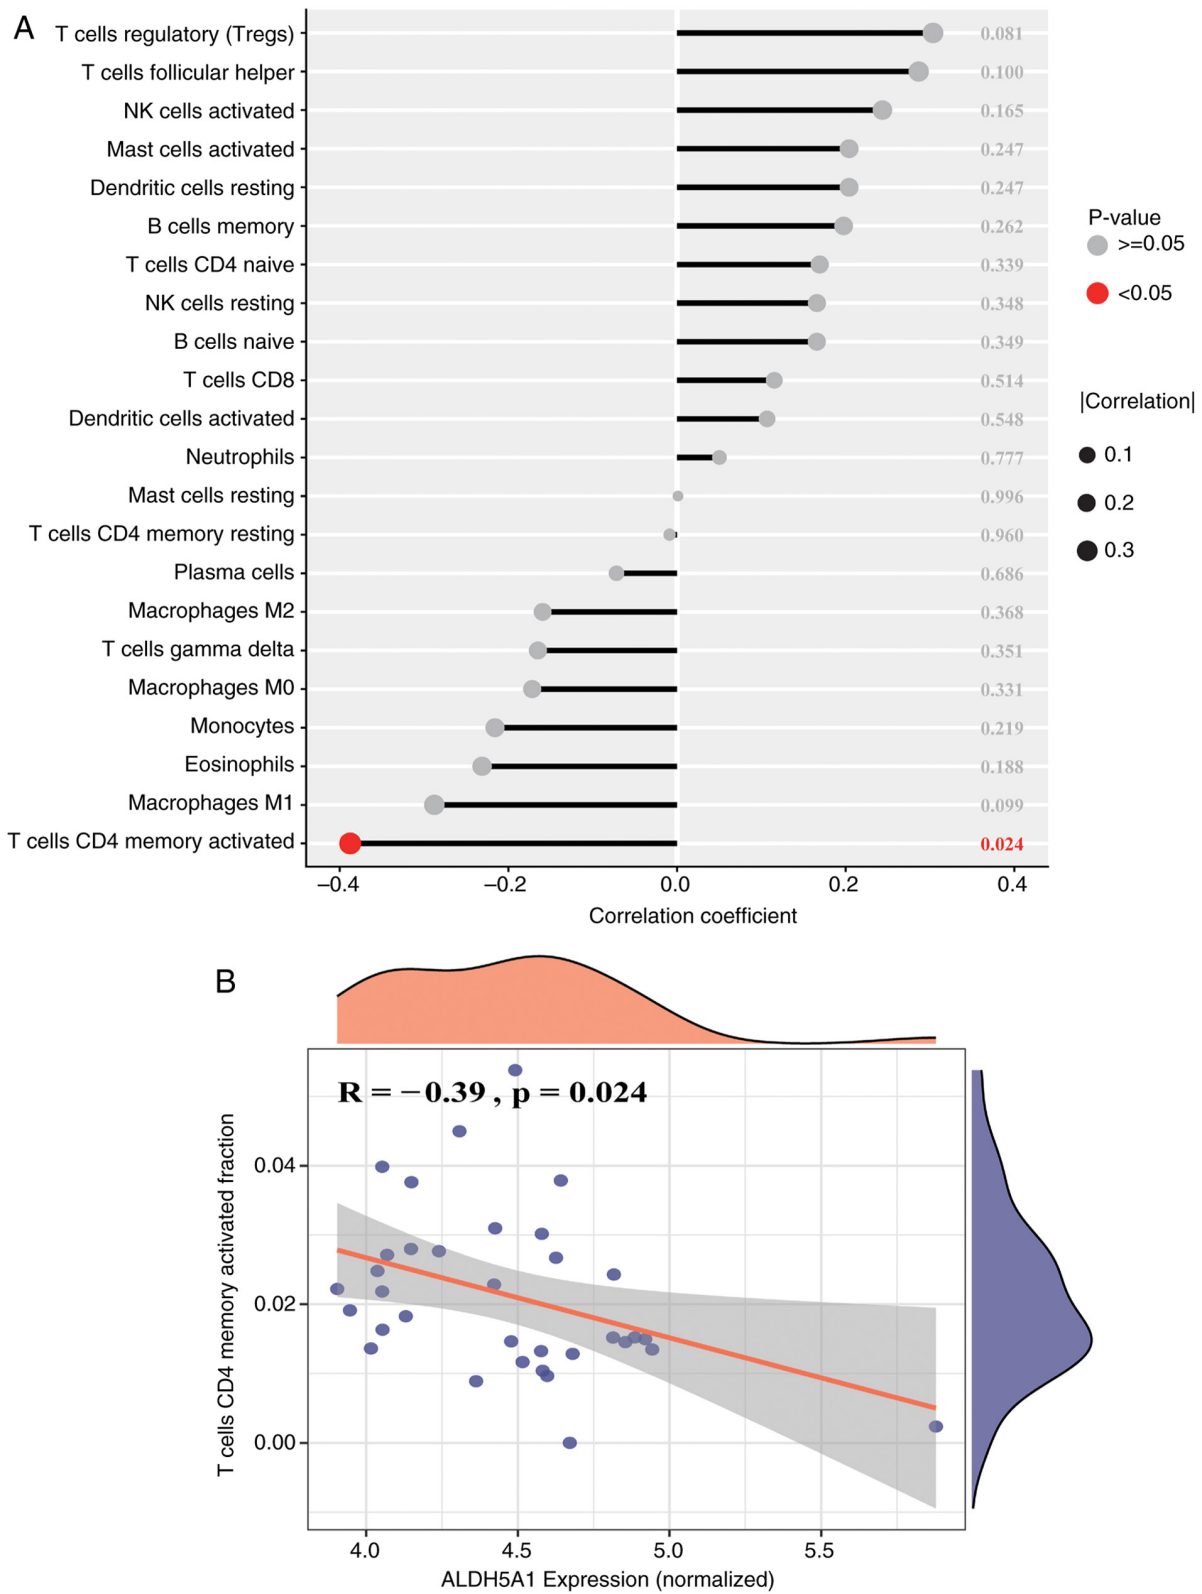 A
T cells regulatory (Tregs) 0.081
T cells follicular helper 0.100
NK cells activated 0.165
Mast cells activated 0.247
Dendritic cells resting 0.247
B cells memory 0.262
T cells CD4 naive 0.339
NK cells resting 0.348
B cells naive 0.349
T cells CD8 0.514
Dendritic cells activated 0.548
Neutrophils 0.777
Mast cells resting 0.996
T cells CD4 memory resting 0.960
Plasma cells 0.686
Macrophages M2 0.368
T cells gamma delta 0.351
Macrophages M0 0.331
Monocytes 0.219
Eosinophils 0.188
Macrophages M1 0.099
T cells CD4 memory activated 0.024
−0.4 −0.2 0.0 0.2 0.4
Correlation coefficient
P-value
>=0.05
<0.05
|Correlation|
0.1
0.2
0.3
B
R = −0.39 , p = 0.024
T cells CD4 memory activated fraction
0.04
0.02
0.00
4.0 4.5 5.0 5.5
ALDH5A1 Expression (normalized)